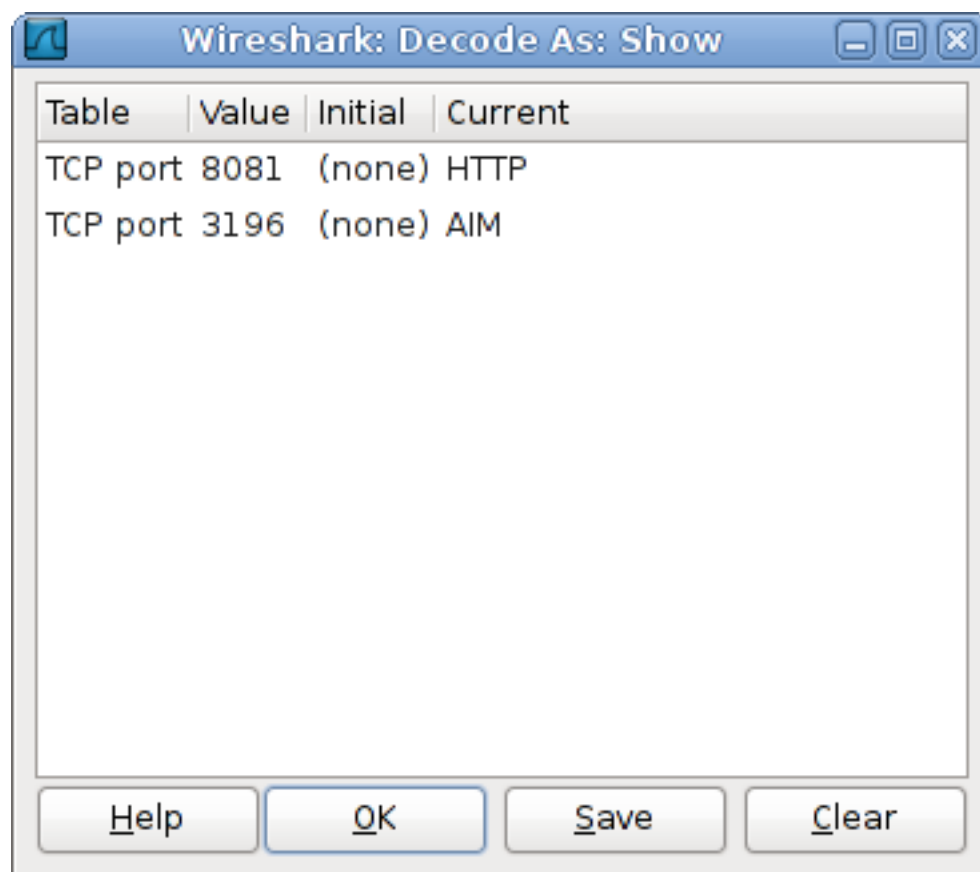 Wireshark: Decode As: Show
Table Value Initial Current
TCP port 8081 (none) HTTP
TCP port 3196 (none) AIM
Help OK Save Clear